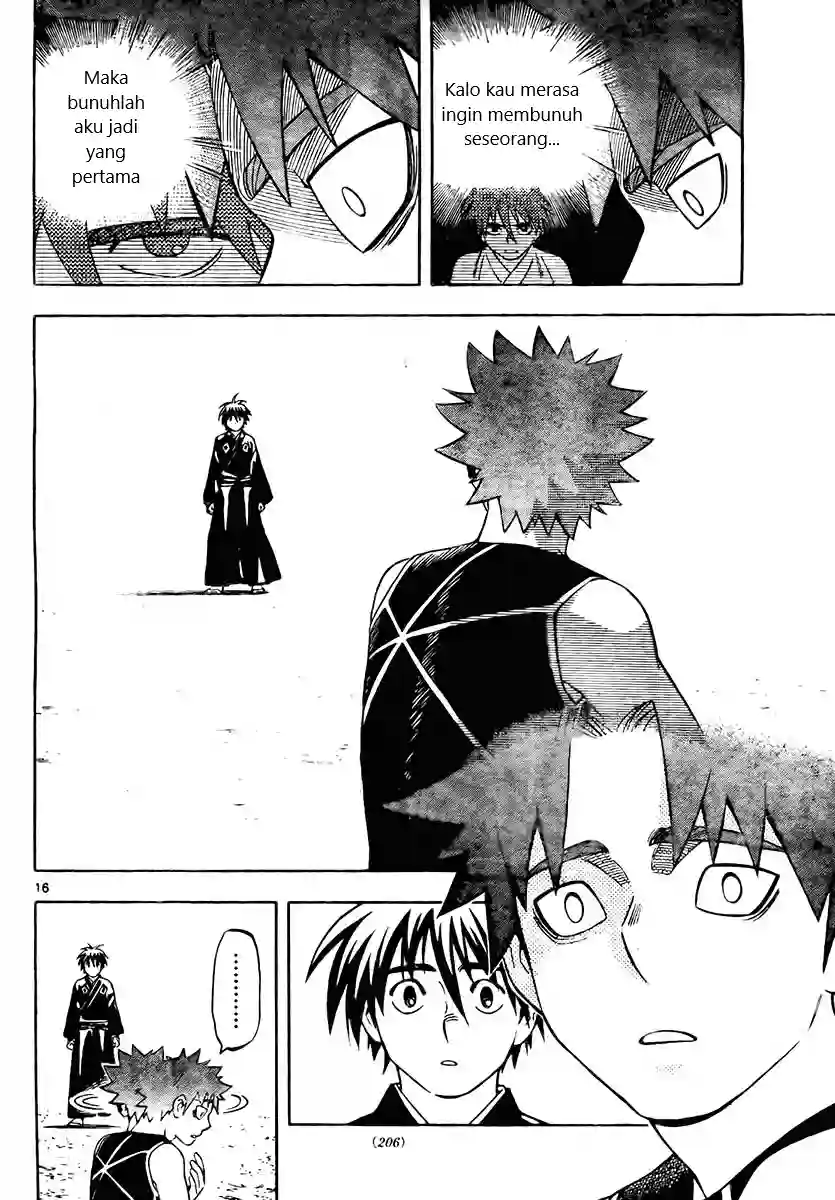 Kalo kau merasa
ingin membunuh
seseorang...
Maka
bunuhlah
aku jadi
yang
pertama
16
..........
(206)